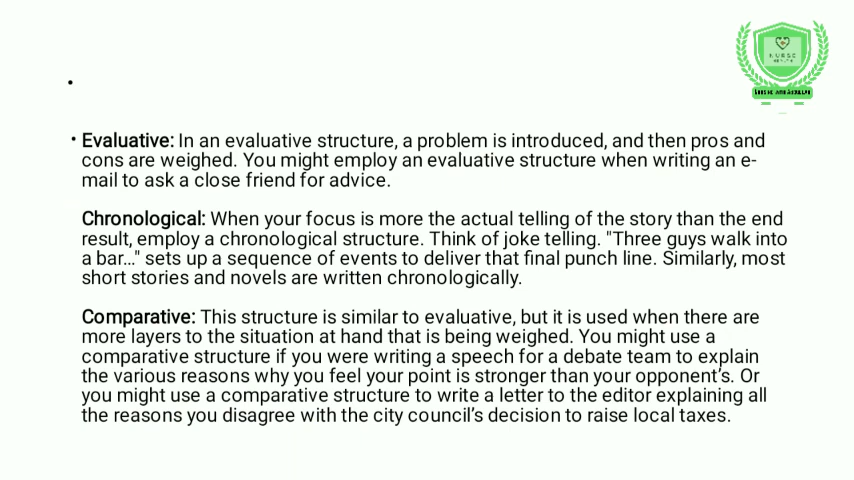 NURSE
• Evaluative: In an evaluative structure, a problem is introduced, and then pros and
cons are weighed. You might employ an evaluative structure when writing an e-
mail to ask a close friend for advice.
Chronological: When your focus is more the actual telling of the story than the end
result, employ a chronological structure. Think of joke telling. "Three guys walk into
a bar…" sets up a sequence of events to deliver that final punch line. Similarly, most
short stories and novels are written chronologically.
Comparative: This structure is similar to evaluative, but it is used when there are
more layers to the situation at hand that is being weighed. You might use a
comparative structure if you were writing a speech for a debate team to explain
the various reasons why you feel your point is stronger than your opponent’s. Or
you might use a comparative structure to write a letter to the editor explaining all
the reasons you disagree with the city council’s decision to raise local taxes.